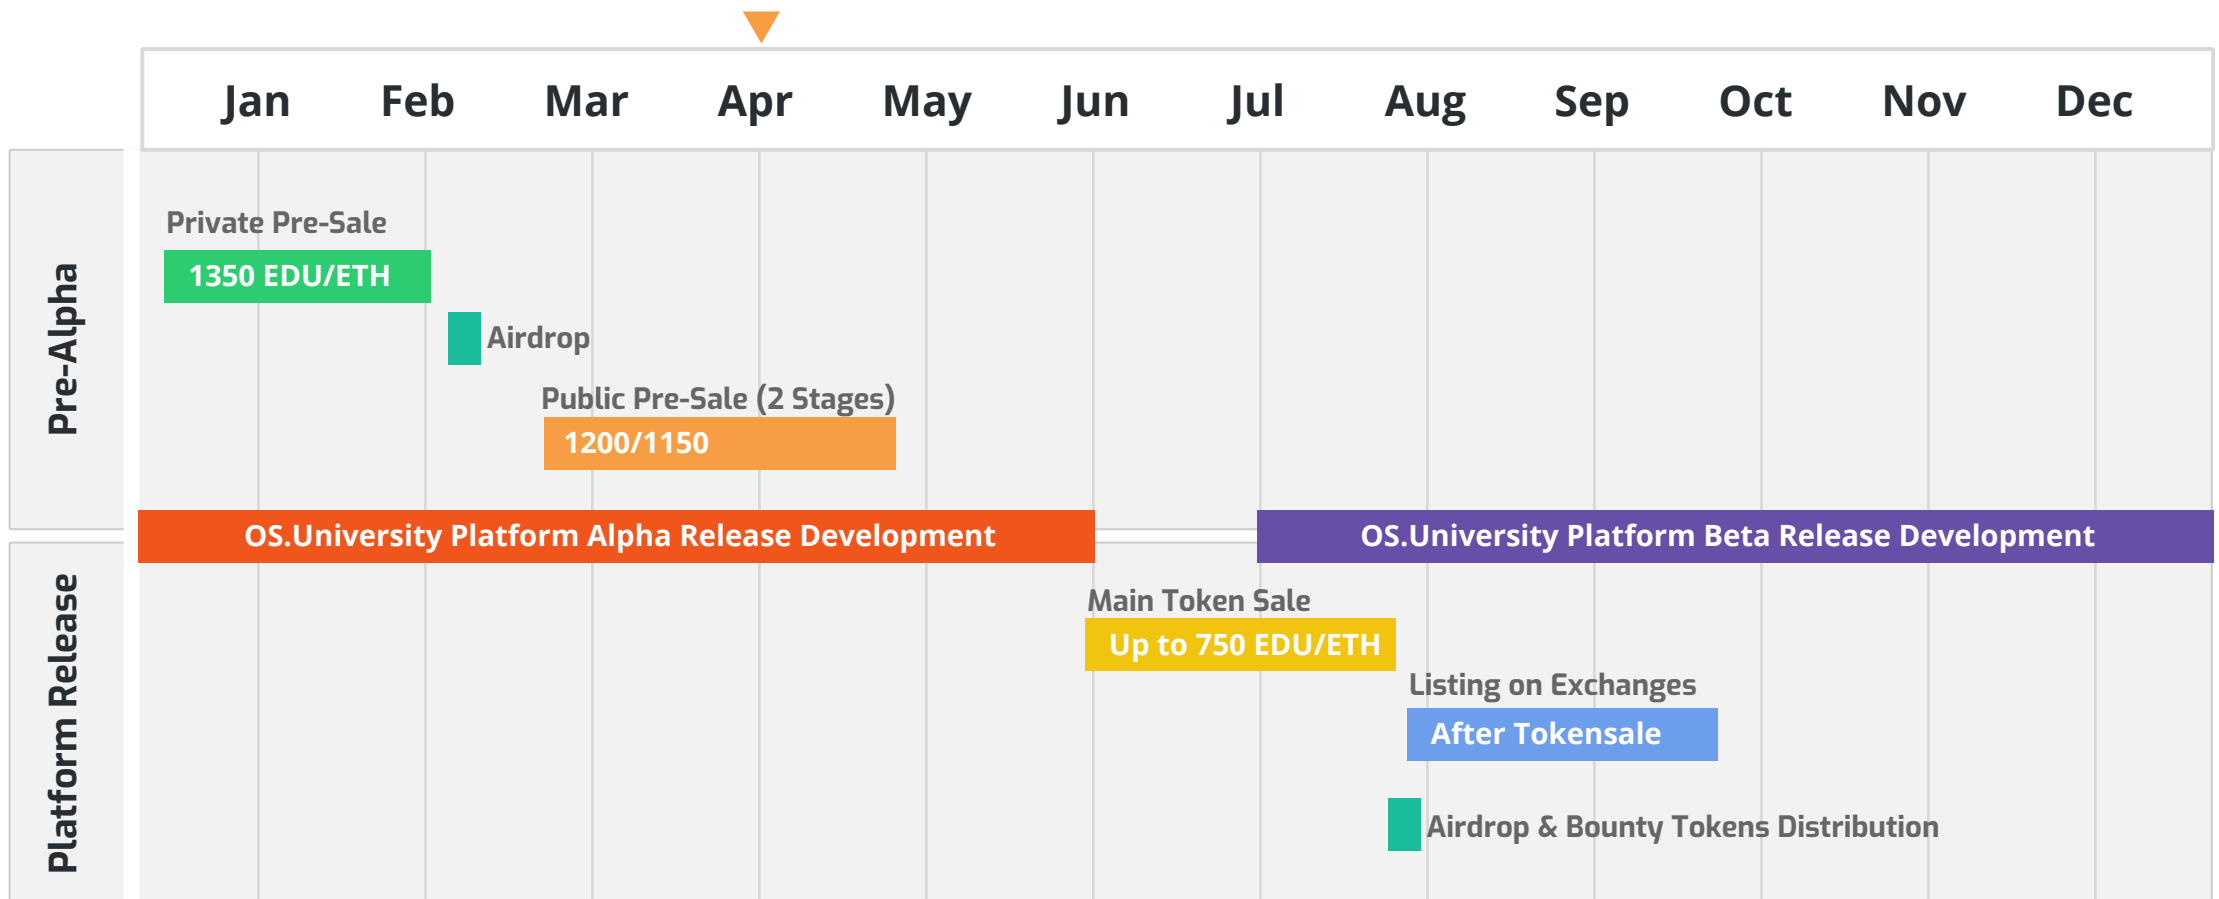 Jan Feb Mar Apr May Jun Jul Aug Sep Oct Nov Dec
Pre-Alpha
Private Pre-Sale
1350 EDU/ETH
Airdrop
Public Pre-Sale (2 Stages)
1200/1150
OS.University Platform Alpha Release Development
OS.University Platform Beta Release Development
Platform Release
Main Token Sale
Up to 750 EDU/ETH
Listing on Exchanges
After Tokensale
Airdrop & Bounty Tokens Distribution